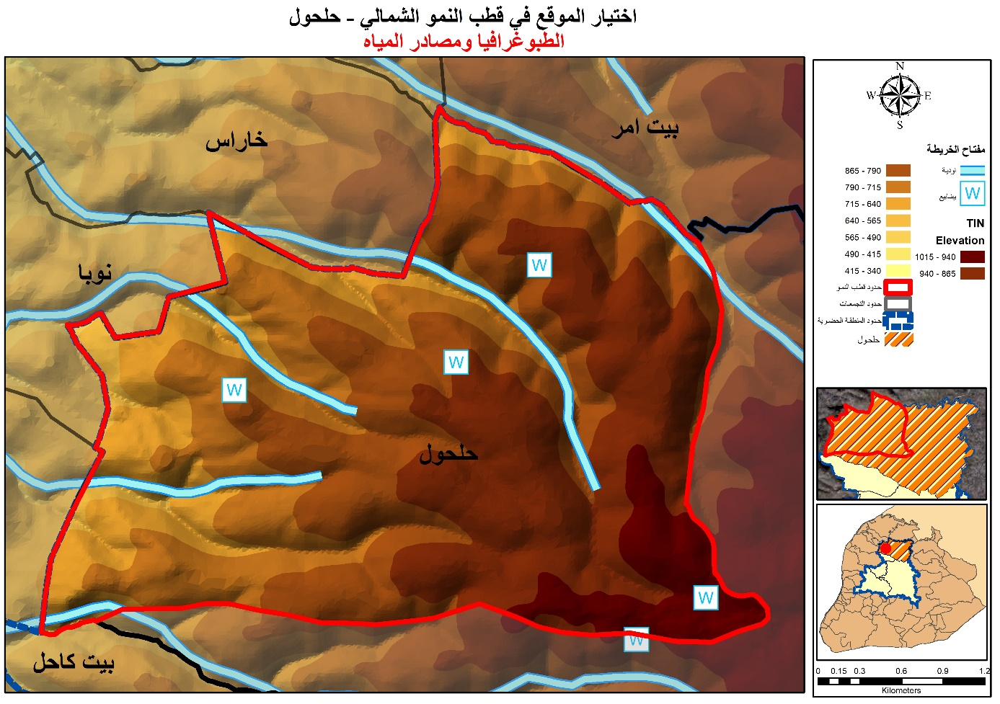 اختيار الموقع في قطب النمو الشمالي - حلحول
الطبوغرافيا ومصادر المياه
خاراس
بيت امر
نوبا
حلحول
بيت كاحل
W
W
W
W
W
N
W E
S
مفتاح الخريطة
اودية
W ينابيع
TIN
Elevation
1015 - 940
940 - 865
865 - 790
790 - 715
715 - 640
640 - 565
565 - 490
490 - 415
415 - 340
حدود قطب النمو
حدود التجمعات
حدود المنطقة الحضرية
حلحول
0 0.15 0.3 0.6 0.9 1.2
Kilometers